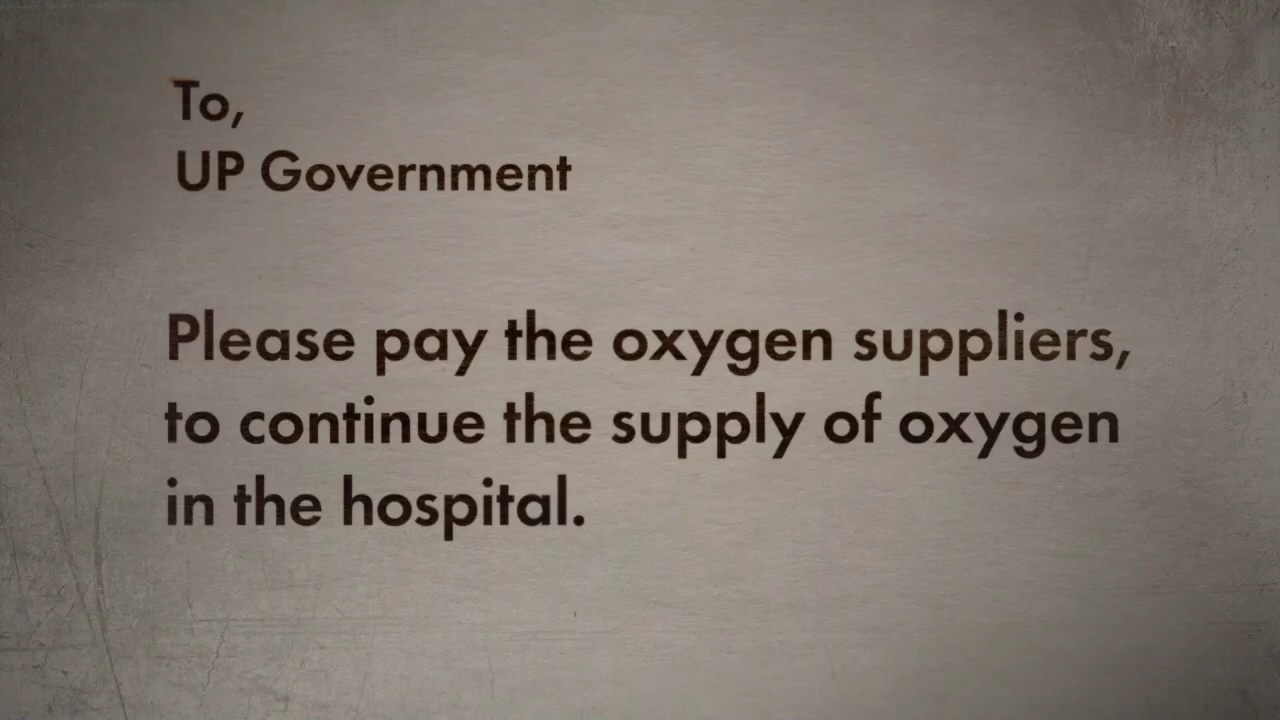 To,
UP Government
Please pay the oxygen suppliers,
to continue the supply of oxygen
in the hospital.